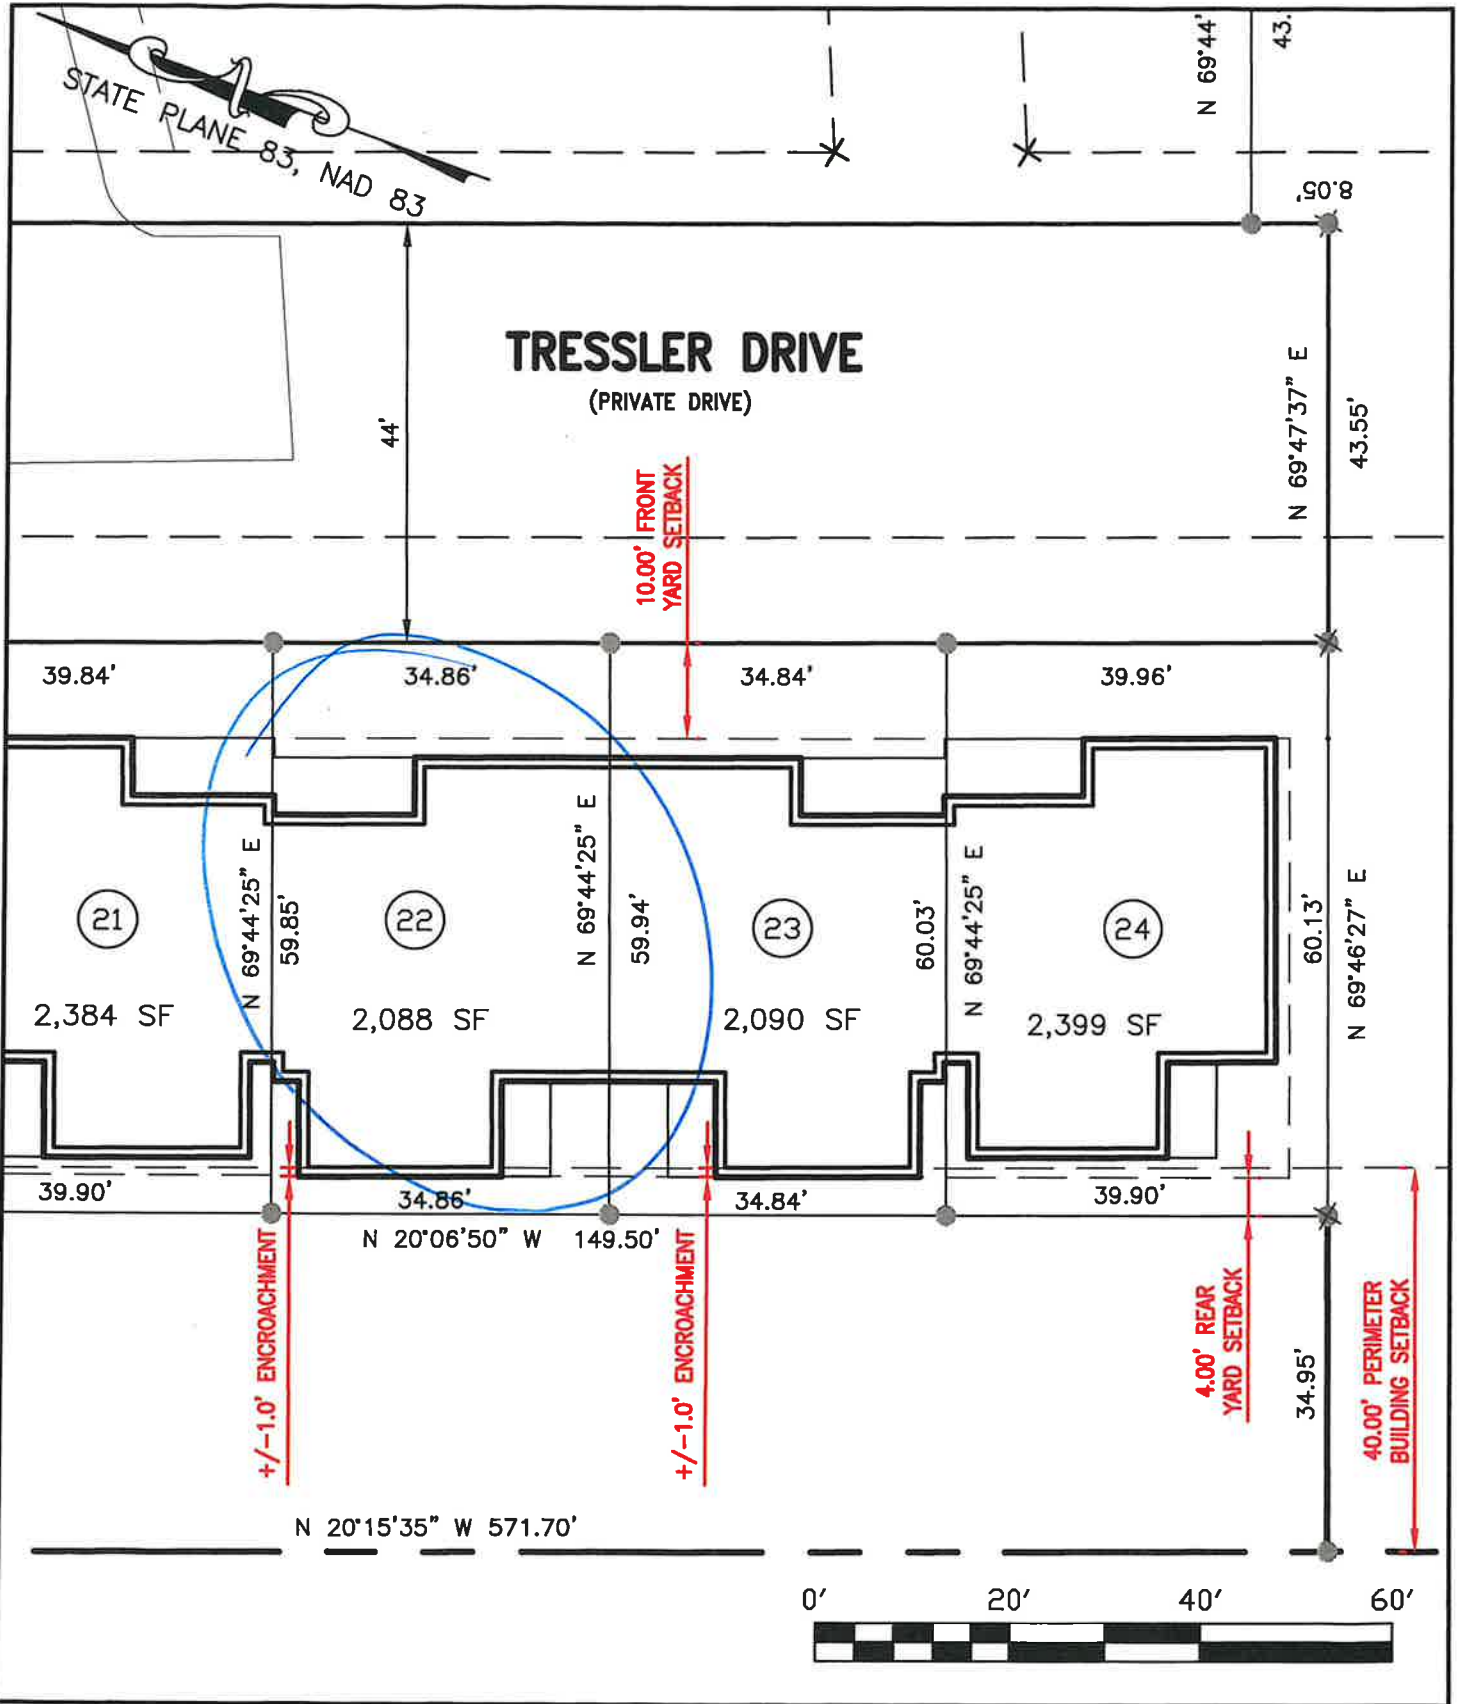 STATE PLANE 83, NAD 83
N 69°44'
43.
8.05'
TRESSLER DRIVE
(PRIVATE DRIVE)
44'
N 69°47'37" E
43.55'
10.00' FRONT
YARD SETBACK
39.84'
34.86'
34.84'
39.96'
21
2,384 SF
N 69°44'25" E
59.85'
22
2,088 SF
N 69°44'25" E
59.94'
23
2,090 SF
60.03'
N 69°44'25" E
24
2,399 SF
60.13'
N 69°46'27" E
39.90'
34.86'
34.84'
39.90'
N 20°06'50" W 149.50'
+/-1.0' ENCROACHMENT
+/-1.0' ENCROACHMENT
4.00' REAR
YARD SETBACK
34.95'
40.00' PERIMETER
BUILDING SETBACK
N 20°15'35" W 571.70'
0' 20' 40' 60'